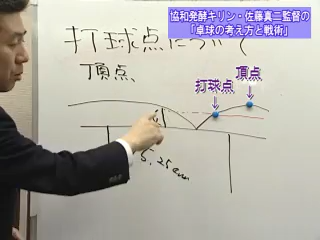 協和発酵キリン・佐藤真二監督の
「卓球の考え方と戦術」
打球点について
頂点
頂点
打球点
15.25cm